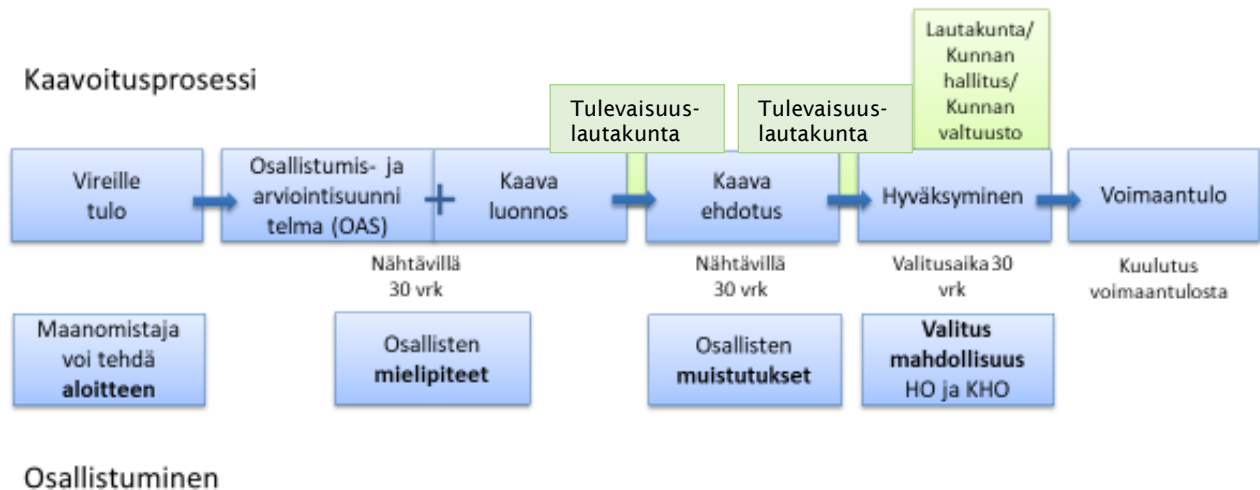 Kaavoitusprosessi
Tulevaisuus-
lautakunta
Tulevaisuus-
lautakunta
Lautakunta/
Kunnan
hallitus/
Kunnan
valtuusto
Vireille
tulo
Osallistumis- ja
arviointisuunni
telma (OAS)
+
Kaava
luonnos
Kaava
ehdotus
Hyväksyminen
Voimaantulo
Nähtävillä
30 vrk
Nähtävillä
30 vrk
Valitusaika 30
vrk
Kuulutus
voimaantulosta
Maanomistaja
voi tehdä
aloitteen
Osallisten
mielipiteet
Osallisten
muistutukset
Valitus
mahdollisuus
HO ja KHO
Osallistuminen